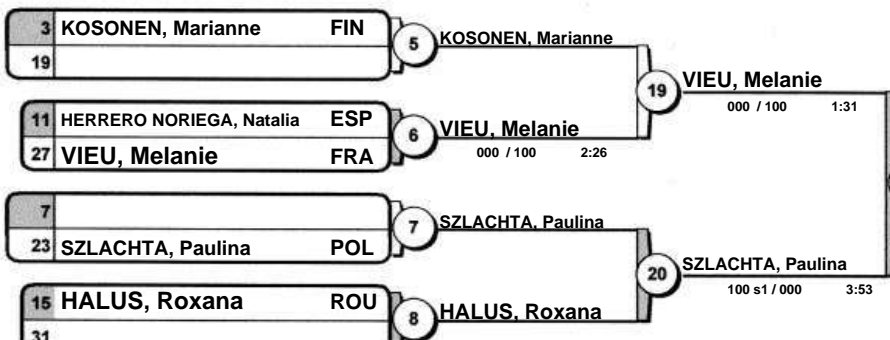 3 KOSONEN, Marianne FIN
19
5
KOSONEN, Marianne
11 HERRERO NORIEGA, Natalia ESP
27 VIEU, Melanie FRA
6
VIEU, Melanie
000 / 100 2:26
19
VIEU, Melanie
000 / 100 1:31
7
23 SZLACHTA, Paulina POL
7
SZLACHTA, Paulina
15 HALUS, Roxana ROU
31
8
HALUS, Roxana
20
SZLACHTA, Paulina
100 s1 / 000 3:53